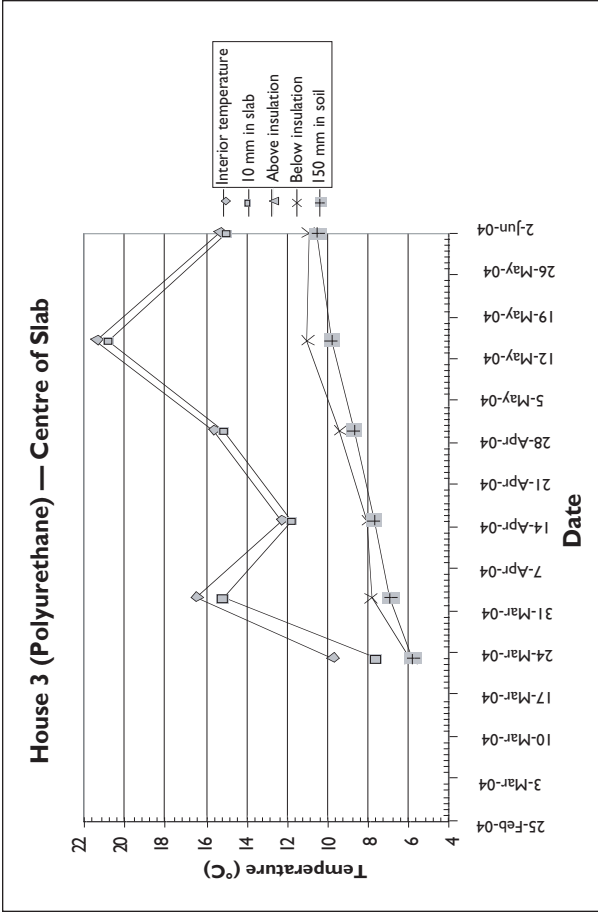 House 3 (Polyurethane) — Centre of Slab
Temperature (°C)
22
20
18
16
14
12
10
8
6
4
25-Feb-04
3-Mar-04
10-Mar-04
17-Mar-04
24-Mar-04
31-Mar-04
7-Apr-04
14-Apr-04
21-Apr-04
28-Apr-04
5-May-04
12-May-04
19-May-04
26-May-04
2-Jun-04
Date
Interior temperature
10 mm in slab
Above insulation
Below insulation
150 mm in soil